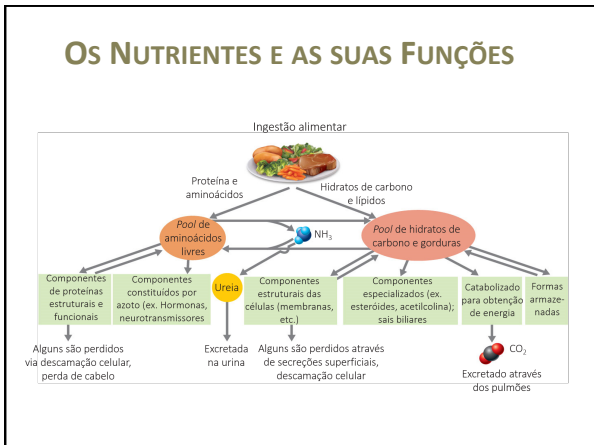 OS NUTRIENTES E AS SUAS FUNÇÕES
Ingestão alimentar
Proteína e
aminoácidos
Hidratos de carbono
e lípidos
Pool de
aminoácidos
livres
NH3
Pool de hidratos de
carbono e gorduras
Componentes
de proteínas
estruturais e
funcionais
Componentes
constituídos por
azoto (ex. Hormonas,
neurotransmissores
Ureia
Componentes
estruturais das
células (membranas,
etc.)
Componentes
especializados (ex.
esteróides, acetilcolina);
sais biliares
Catabolizado
para obtenção
de energia
Formas
armaze-
nadas
Alguns são perdidos
via descamação celular,
perda de cabelo
Excretada
na urina
Alguns são perdidos através
de secreções superficiais,
descamação celular
CO2
Excretado através
dos pulmões